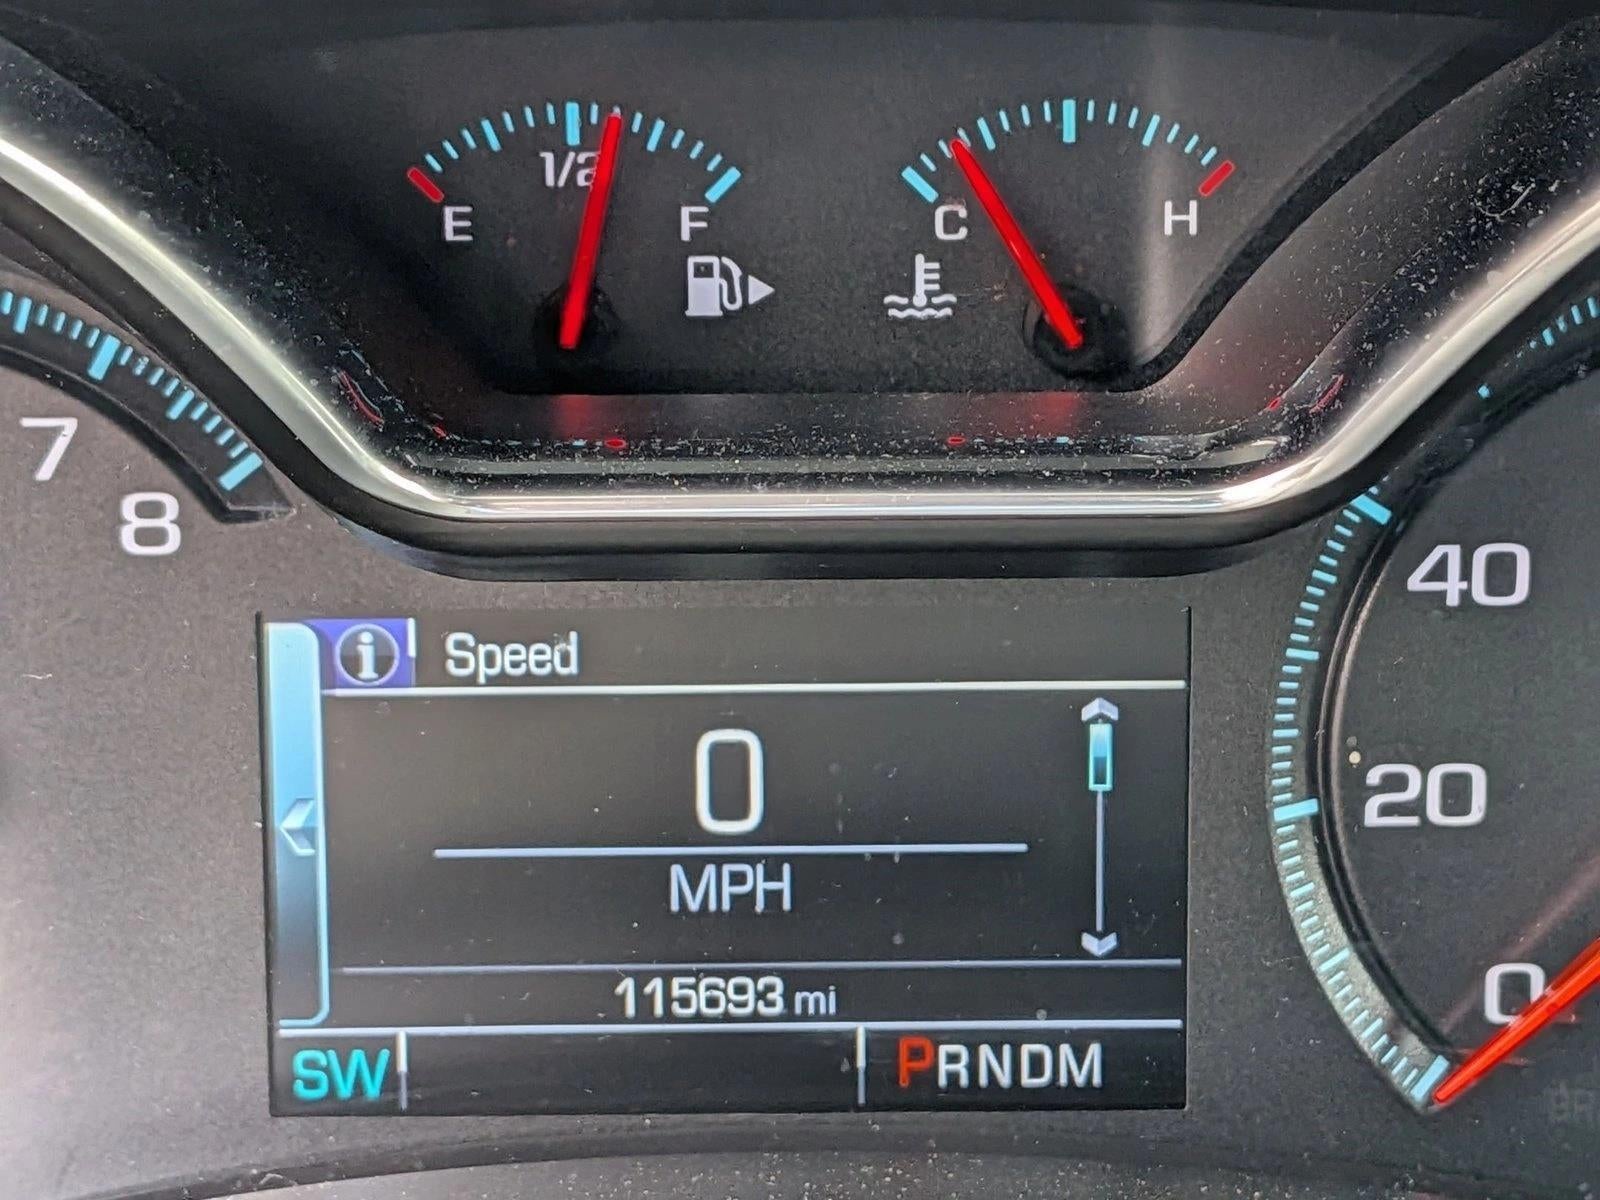 1/2
E F
C H
7
8
40
20
0
i Speed
0
MPH
115693 mi
SW PRNDM